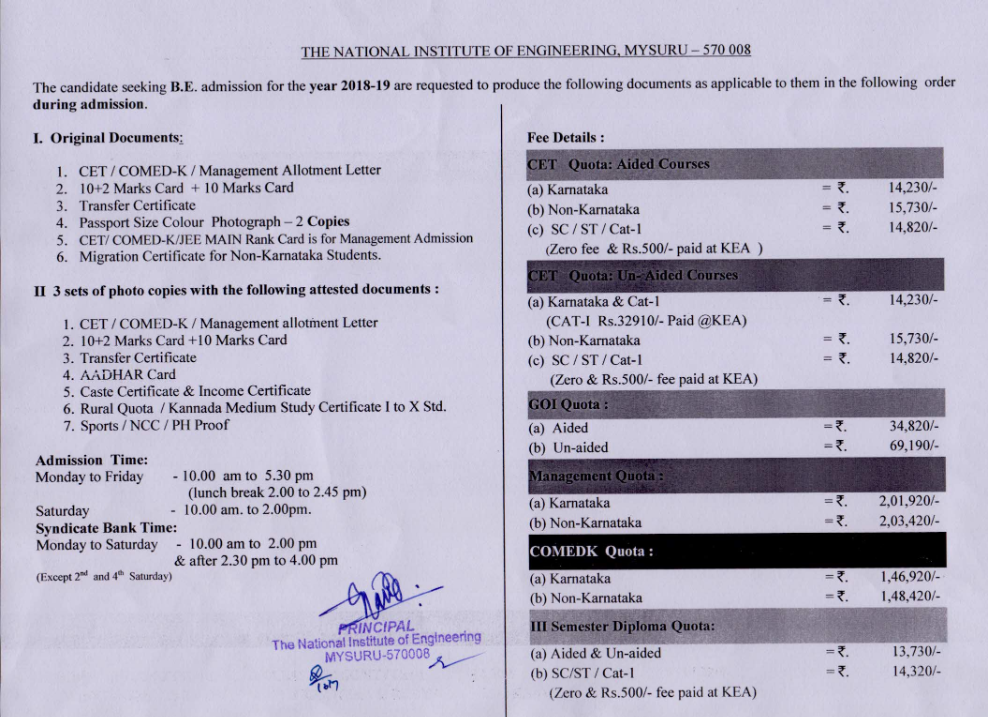 THE NATIONAL INSTITUTE OF ENGINEERING, MYSURU – 570 008
The candidate seeking B.E. admission for the year 2018-19 are requested to produce the following documents as applicable to them in the following order
during admission.
I. Original Documents:
1. CET / COMED-K / Management Allotment Letter
2. 10+2 Marks Card + 10 Marks Card
3. Transfer Certificate
4. Passport Size Colour Photograph – 2 Copies
5. CET/ COMED-K/JEE MAIN Rank Card is for Management Admission
6. Migration Certificate for Non-Karnataka Students.
II 3 sets of photo copies with the following attested documents :
1. CET / COMED-K / Management allotment Letter
2. 10+2 Marks Card +10 Marks Card
3. Transfer Certificate
4. AADHAR Card
5. Caste Certificate & Income Certificate
6. Rural Quota / Kannada Medium Study Certificate I to X Std.
7. Sports / NCC / PH Proof
Admission Time:
Monday to Friday - 10.00 am to 5.30 pm
(lunch break 2.00 to 2.45 pm)
Saturday - 10.00 am. to 2.00pm.
Syndicate Bank Time:
Monday to Saturday - 10.00 am to 2.00 pm
& after 2.30 pm to 4.00 pm
(Except 2nd and 4th Saturday)
PRINCIPAL
The National Institute of Engineering
MYSURU-570008
Fee Details :
CET Quota: Aided Courses
(a) Karnataka = ₹. 14,230/-
(b) Non-Karnataka = ₹. 15,730/-
(c) SC / ST / Cat-1 = ₹. 14,820/-
(Zero fee & Rs.500/- paid at KEA )
CET Quota: Un- Aided Courses
(a) Karnataka & Cat-1 = ₹. 14,230/-
(CAT-I Rs.32910/- Paid @KEA)
(b) Non-Karnataka = ₹. 15,730/-
(c) SC / ST / Cat-1 = ₹. 14,820/-
(Zero & Rs.500/- fee paid at KEA)
GOI Quota :
(a) Aided = ₹. 34,820/-
(b) Un-aided = ₹. 69,190/-
Management Quota :
(a) Karnataka = ₹. 2,01,920/-
(b) Non-Karnataka = ₹. 2,03,420/-
COMEDK Quota :
(a) Karnataka = ₹. 1,46,920/-
(b) Non-Karnataka = ₹. 1,48,420/-
III Semester Diploma Quota:
(a) Aided & Un-aided = ₹. 13,730/-
(b) SC/ST / Cat-1 = ₹. 14,320/-
(Zero & Rs.500/- fee paid at KEA)